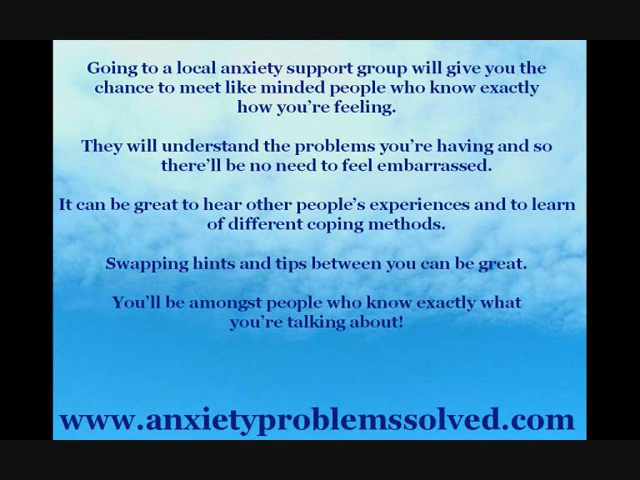 Going to a local anxiety support group will give you the
chance to meet like minded people who know exactly
how you're feeling.
They will understand the problems you're having and so
there'll be no need to feel embarrassed.
It can be great to hear other people's experiences and to learn
of different coping methods.
Swapping hints and tips between you can be great.
You'll be amongst people who know exactly what
you're talking about!
www.anxietyproblemssolved.com